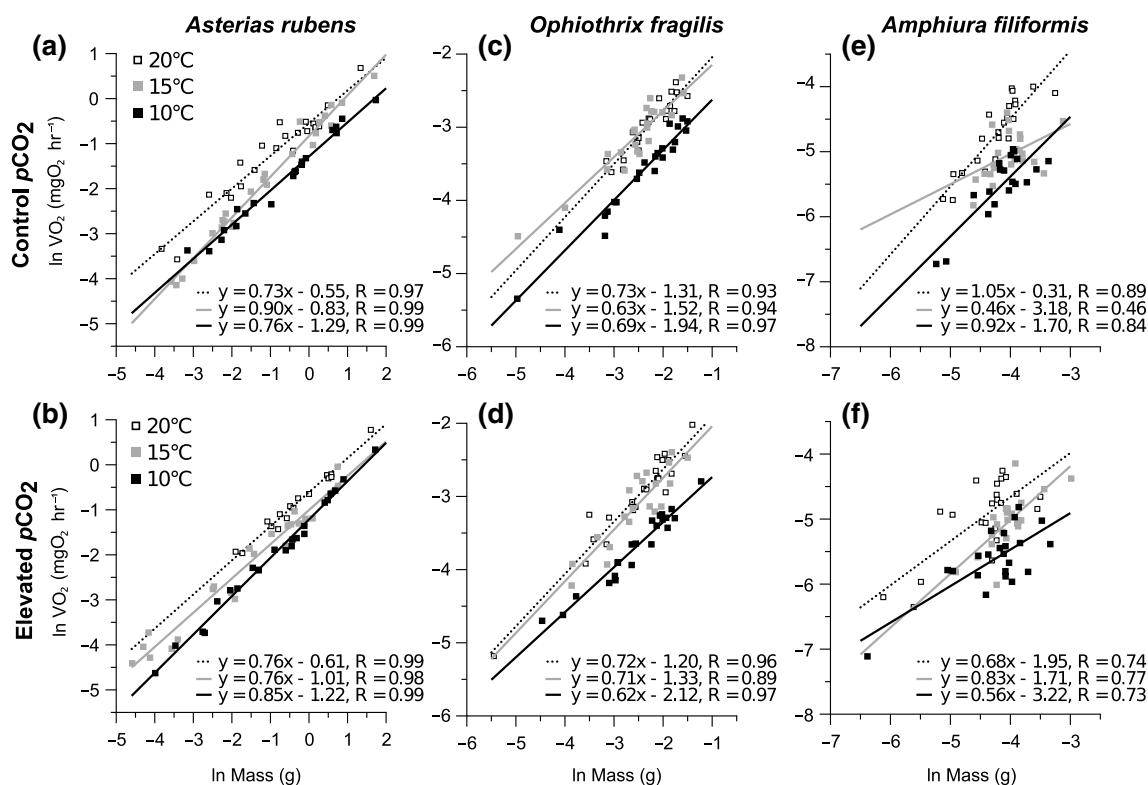 Asterias rubens
Ophiothrix fragilis
Amphiura filiformis
(a)
(c)
(e)
Control pCO2
ln VO₂ (mgO₂ hr⁻¹)
20°C
15°C
10°C
1
0
−1
−2
−3
−4
−5
y=0.73x - 0.55, R=0.97
y=0.90x - 0.83, R=0.99
y=0.76x - 1.29, R=0.99
−5 −4 −3 −2 −1 0 1 2
−1
−2
−3
−4
−5
−6
y=0.73x - 1.31, R=0.93
y=0.63x - 1.52, R=0.94
y=0.69x - 1.94, R=0.97
−6 −5 −4 −3 −2 −1
−4
−5
−6
−7
−8
y=1.05x - 0.31, R=0.89
y=0.46x - 3.18, R=0.46
y=0.92x - 1.70, R=0.84
−7 −6 −5 −4 −3
(b)
(d)
(f)
Elevated pCO2
ln VO₂ (mgO₂ hr⁻¹)
20°C
15°C
10°C
1
0
−1
−2
−3
−4
−5
y=0.76x - 0.61, R=0.99
y=0.76x - 1.01, R=0.98
y=0.85x - 1.22, R=0.99
−5 −4 −3 −2 −1 0 1 2
ln Mass (g)
−2
−3
−4
−5
−6
y=0.72x - 1.20, R=0.96
y=0.71x - 1.33, R=0.89
y=0.62x - 2.12, R=0.97
−6 −5 −4 −3 −2 −1
ln Mass (g)
−4
−5
−6
−7
−8
y=0.68x - 1.95, R=0.74
y=0.83x - 1.71, R=0.77
y=0.56x - 3.22, R=0.73
−7 −6 −5 −4 −3
ln Mass (g)